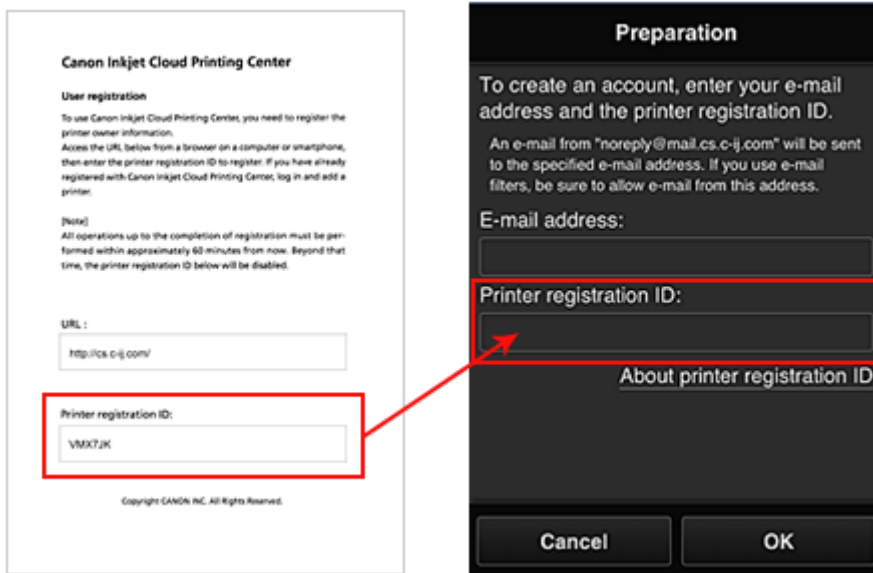 Canon Inkjet Cloud Printing Center
User registration
To use Canon Inkjet Cloud Printing Center, you need to register the
printer owner information.
Access the URL below from a browser on a computer or smartphone,
then enter the printer registration ID to register. If you have already
registered with Canon Inkjet Cloud Printing Center, log in and add a
printer.
[Note]
All operations up to the completion of registration must be per-
formed within approximately 60 minutes from now. Beyond that
time, the printer registration ID below will be disabled.
URL :
http://cs.c-ij.com/
Printer registration ID:
VMX7JK
Copyright CANON INC. All Rights Reserved.
Preparation
To create an account, enter your e-mail
address and the printer registration ID.
An e-mail from "noreply@mail.cs.c-ij.com" will be sent
to the specified e-mail address. If you use e-mail
filters, be sure to allow e-mail from this address.
E-mail address:
Printer registration ID:
About printer registration ID
Cancel
OK